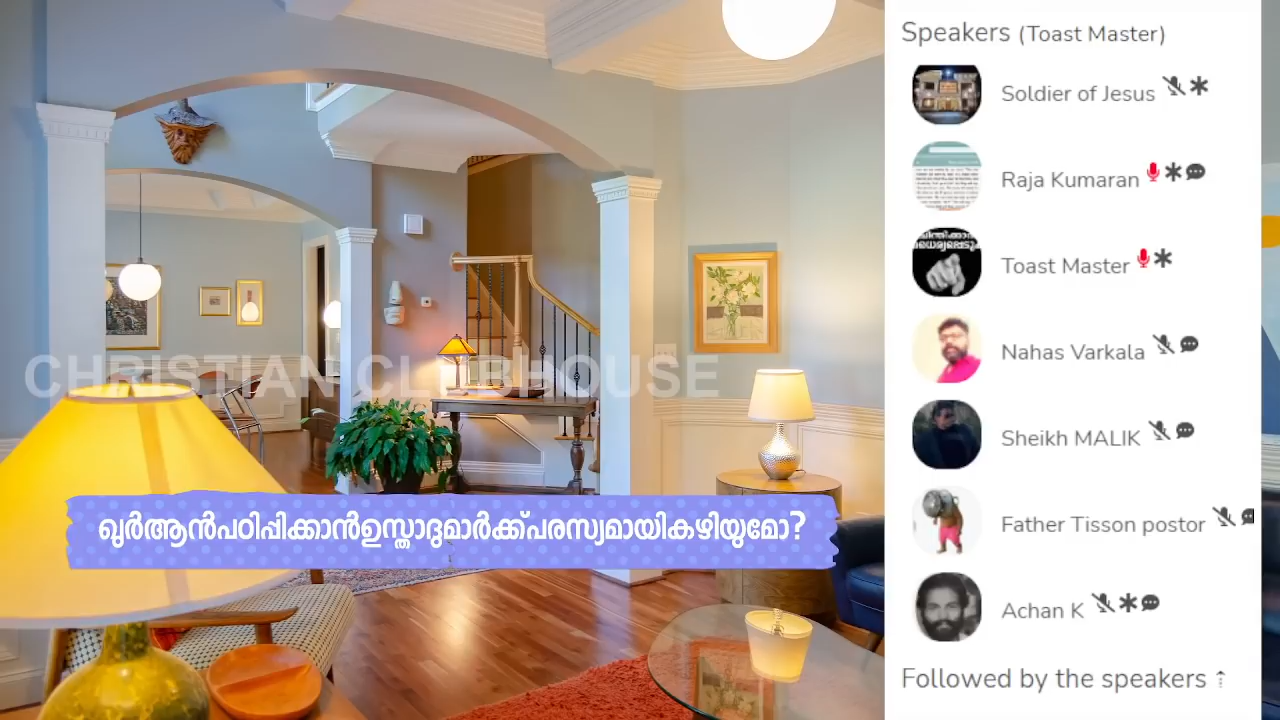 Speakers (Toast Master)
Soldier of Jesus
Raja Kumaran
ചിന്തിക്കാൻ
ധൈര്യപ്പെടൂ
Toast Master
Nahas Varkala
CHRISTIAN CLUBHOUSE
Sheikh MALIK
ഖുർആൻപഠിപ്പിക്കാൻഉസ്താദുമാർക്ക്പരസ്യമായികഴിയുമോ?
Father Tisson postor
Achan K
Followed by the speakers